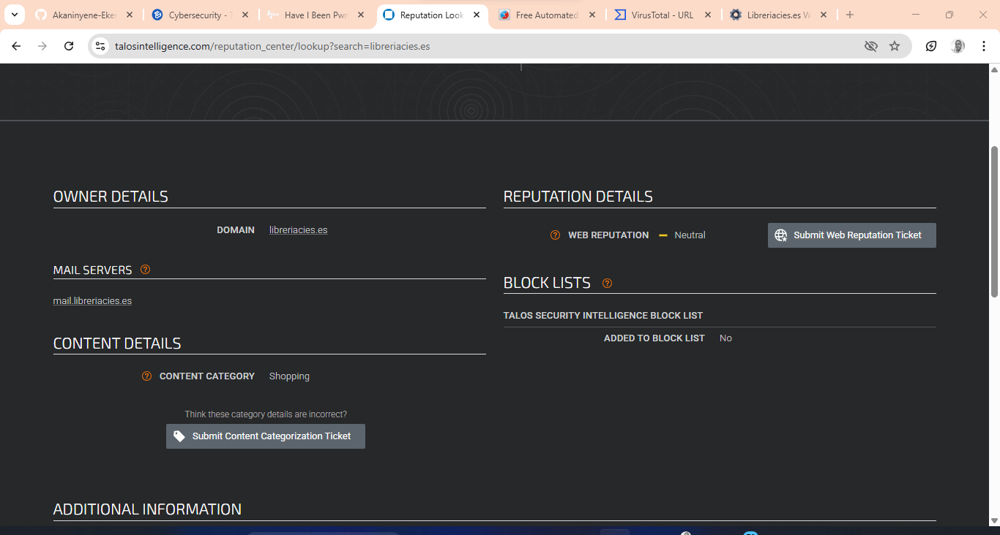 Akaninyene-Eker
Cybersecurity - T
Have I Been Pwn
Reputation Look
Free Automated
VirusTotal - URL
Libreriacies.es W
talosintelligence.com/reputation_center/lookup?search=libreriacies.es
OWNER DETAILS
DOMAIN libreriacies.es
MAIL SERVERS ?
mail.libreriacies.es
CONTENT DETAILS
? CONTENT CATEGORY Shopping
Think these category details are incorrect?
Submit Content Categorization Ticket
REPUTATION DETAILS
? WEB REPUTATION Neutral
Submit Web Reputation Ticket
BLOCK LISTS ?
TALOS SECURITY INTELLIGENCE BLOCK LIST
ADDED TO BLOCK LIST No
ADDITIONAL INFORMATION